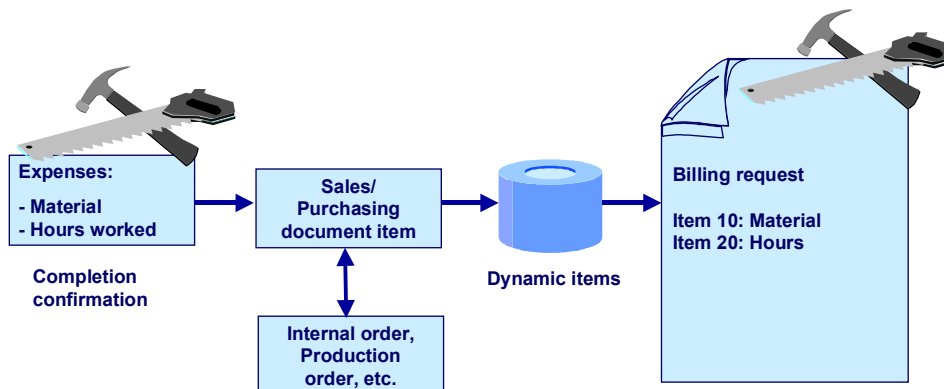 Expenses:
- Material
- Hours worked
Completion
confirmation
Sales/
Purchasing
document item
Internal order,
Production
order, etc.
Dynamic items
Billing request
Item 10: Material
Item 20: Hours